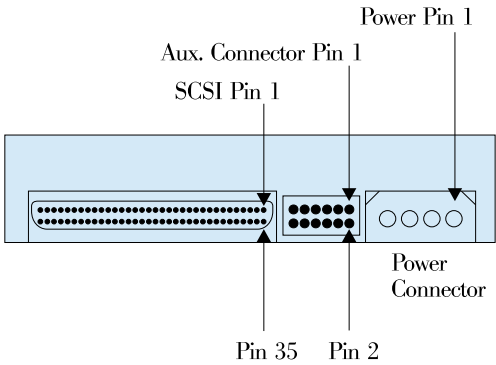 Power Pin 1
Aux. Connector Pin 1
SCSI Pin 1
Power
Connector
Pin 35
Pin 2